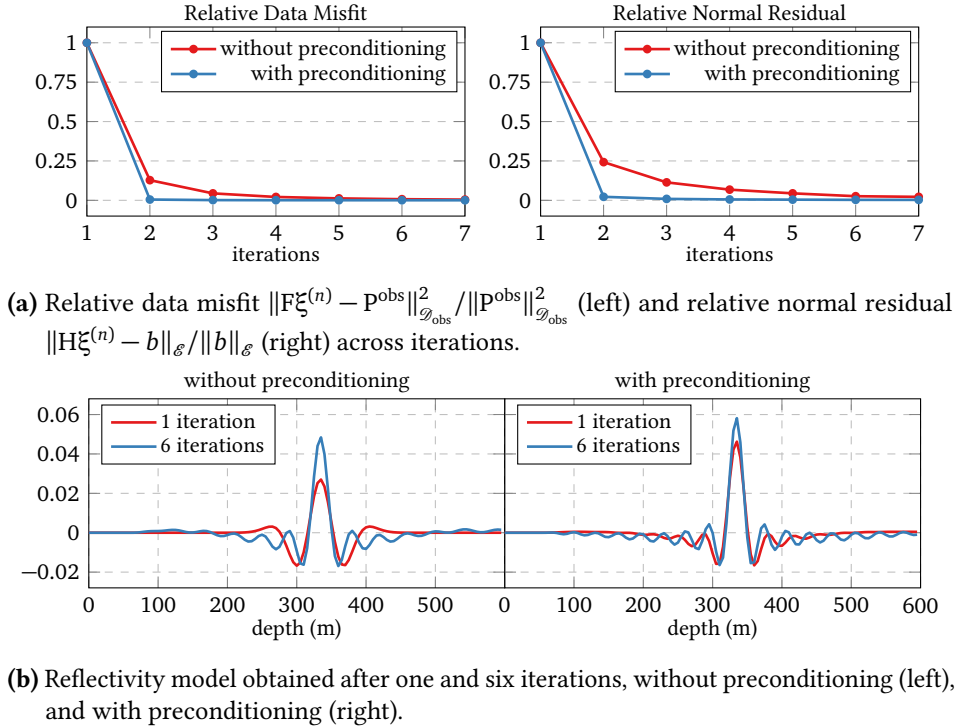 Relative Data Misfit
Relative Normal Residual
without preconditioning
with preconditioning
without preconditioning
with preconditioning
1
0.75
0.5
0.25
0
1
0.75
0.5
0.25
0
1 2 3 4 5 6 7
1 2 3 4 5 6 7
iterations
iterations
(a) Relative data misfit ‖Fξ⁽ⁿ⁾ − Pᵒᵇˢ‖²_𝒟obs/‖Pᵒᵇˢ‖²_𝒟obs (left) and relative normal residual
‖Hξ⁽ⁿ⁾ − b‖_ℰ/‖b‖_ℰ (right) across iterations.
without preconditioning
with preconditioning
1 iteration
6 iterations
1 iteration
6 iterations
0.06
0.04
0.02
0
−0.02
0 100 200 300 400 500
0 100 200 300 400 500 600
depth (m)
depth (m)
(b) Reflectivity model obtained after one and six iterations, without preconditioning (left),
and with preconditioning (right).